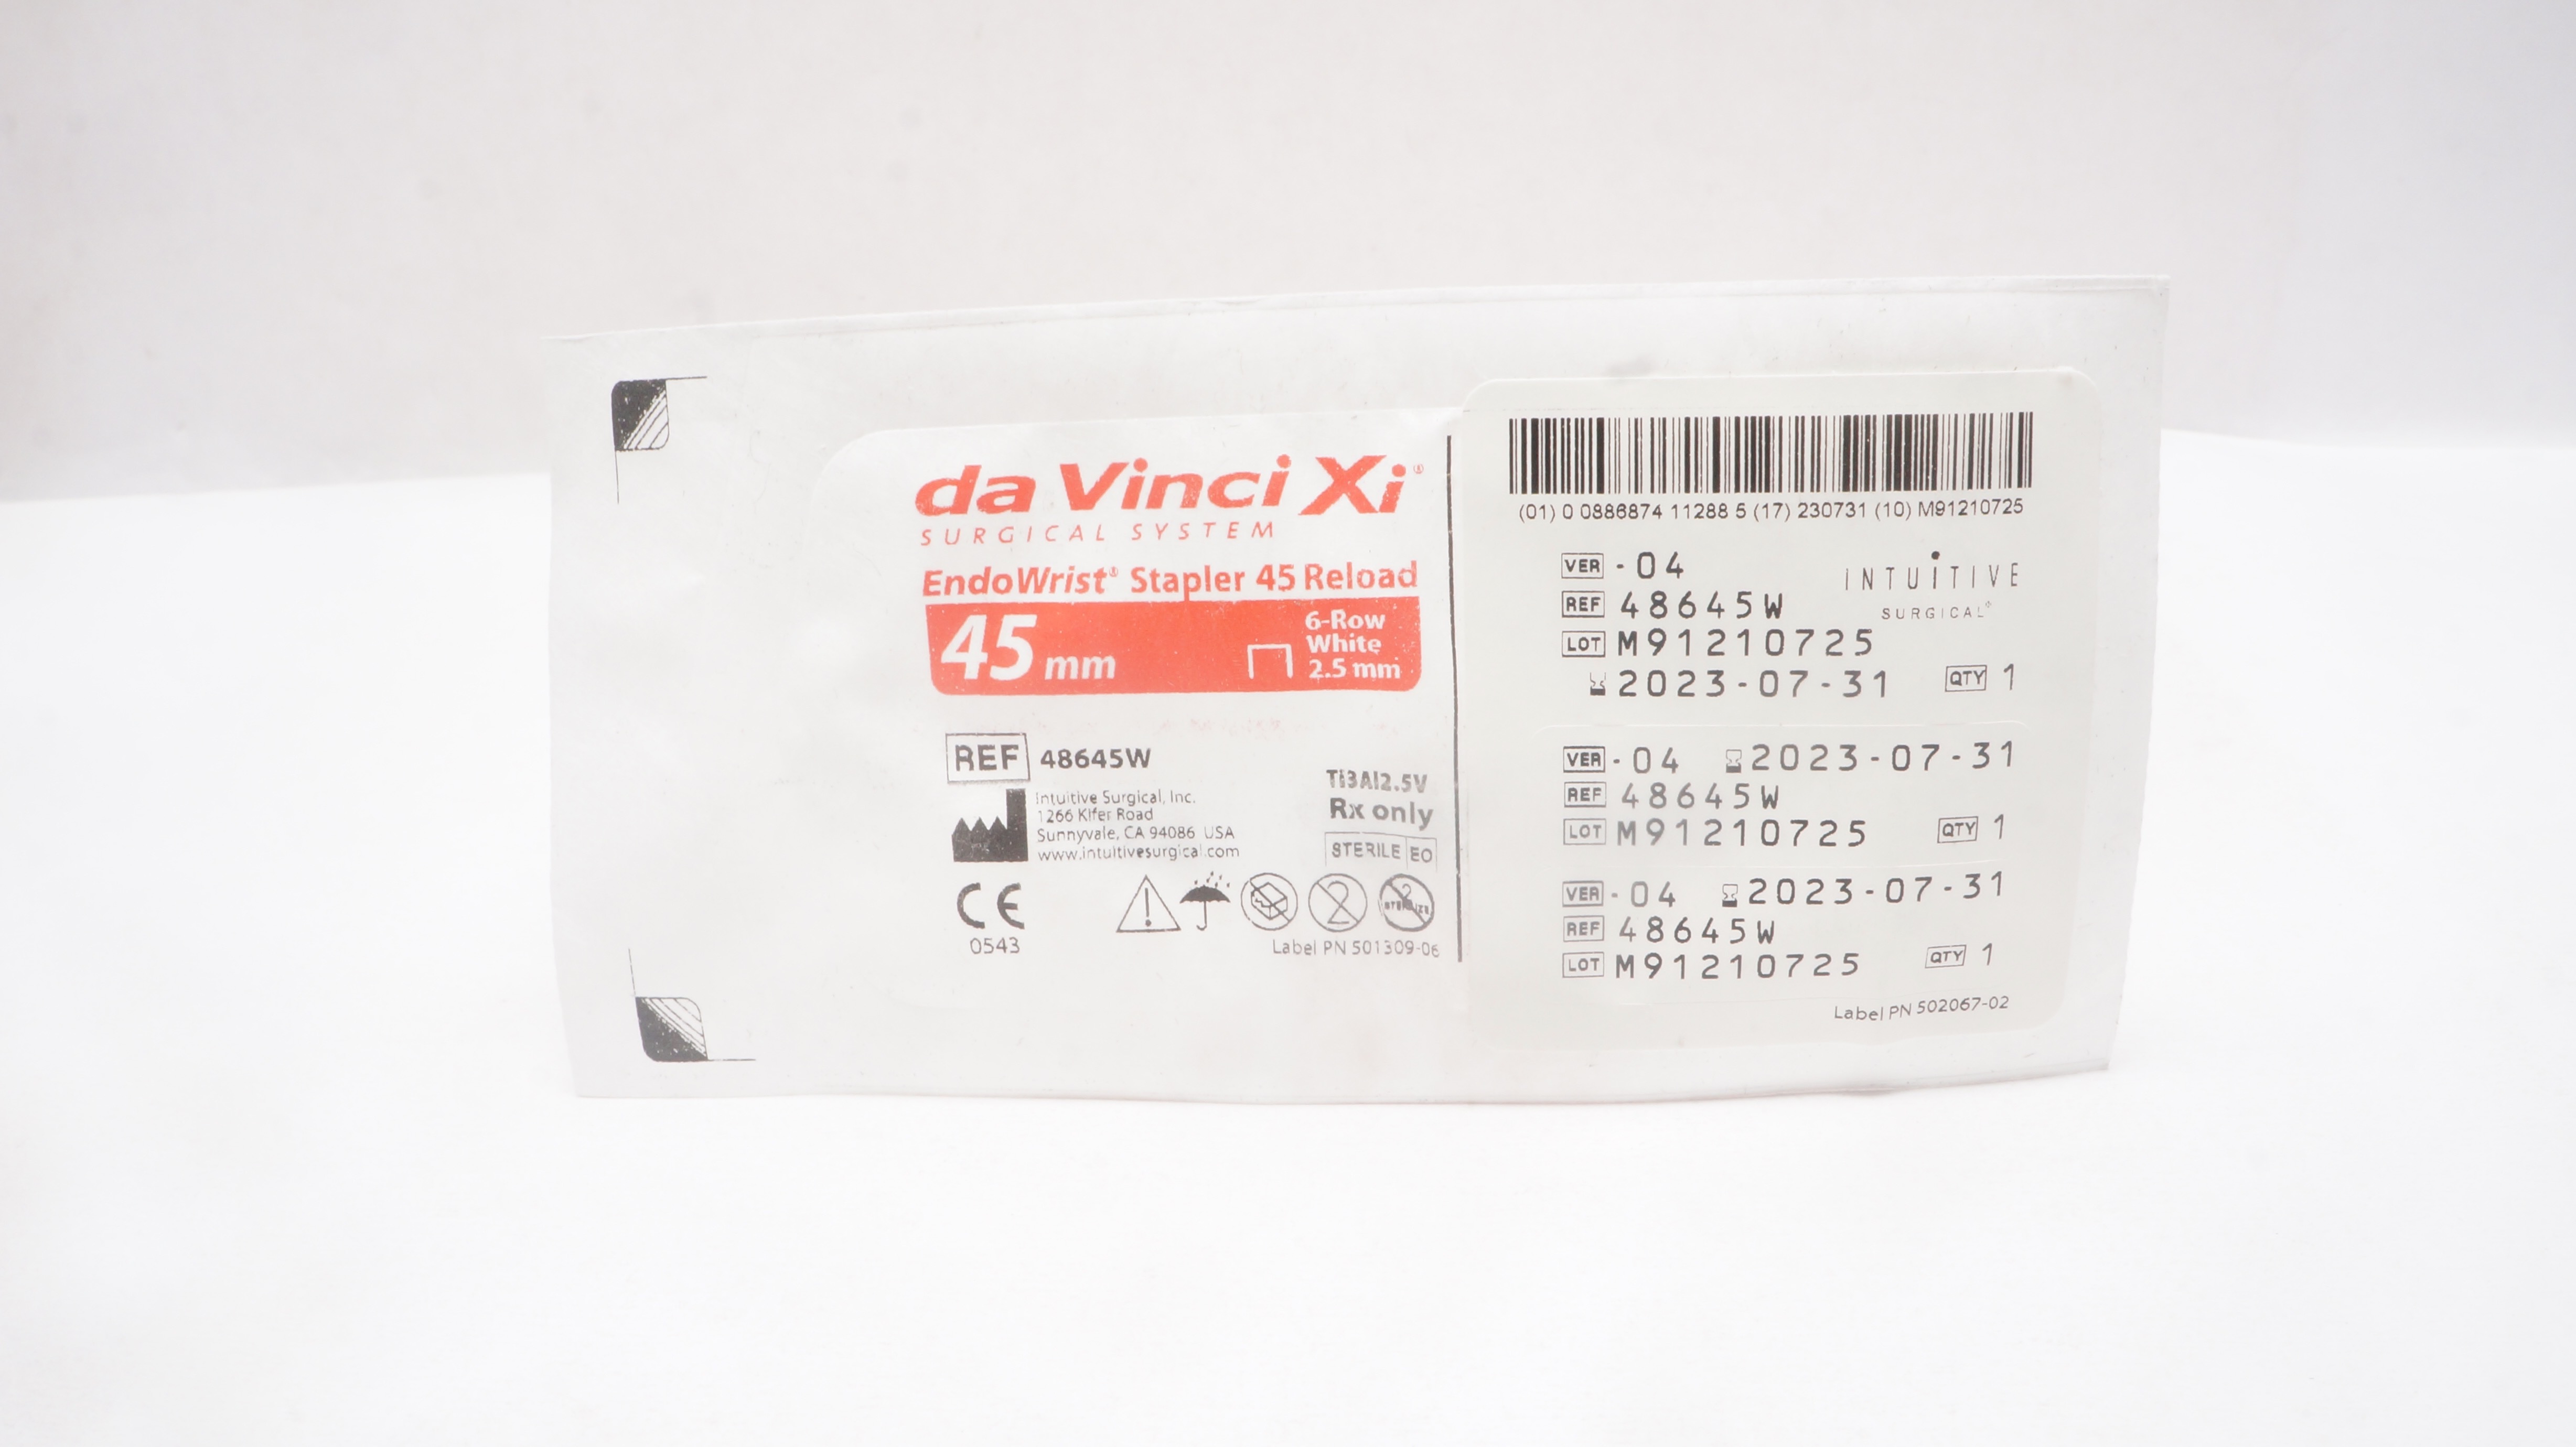 da Vinci Xi®
SURGICAL SYSTEM
EndoWrist® Stapler 45 Reload
45 mm
6-Row
White
2.5 mm
REF 48645W
Intuitive Surgical, Inc.
1266 Kifer Road
Sunnyvale, CA 94086 USA
www.intuitivesurgical.com
Ti3Al2.5V
Rx only
STERILE EO
CE
0543
2
2
STERILIZE
Label PN 501309-06
(01) 0 0886874 11288 5 (17) 230731 (10) M91210725
VER - 04
REF 48645W
LOT M91210725
2023-07-31
QTY 1
INTUITIVE
SURGICAL®
VER - 04 2023-07-31
REF 48645W
LOT M91210725 QTY 1
VER - 04 2023-07-31
REF 48645W
LOT M91210725 QTY 1
Label PN 502067-02